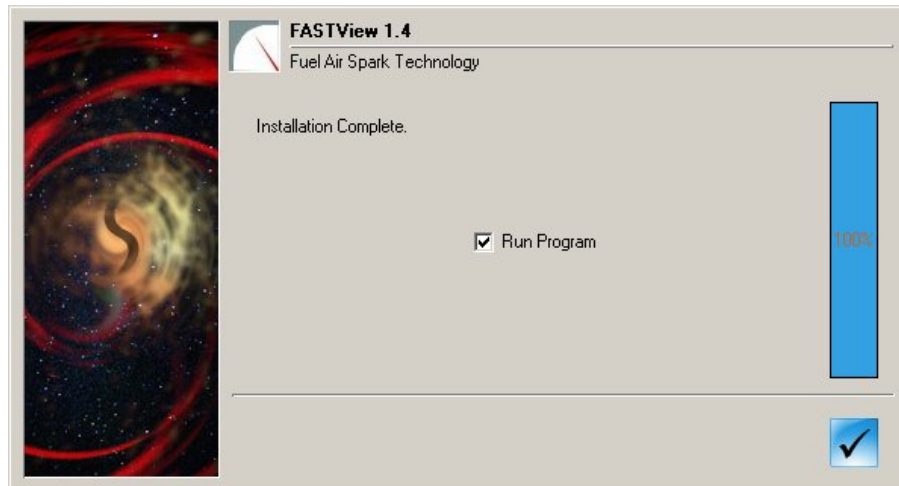 FASTView 1.4
Fuel Air Spark Technology
Installation Complete.
Run Program
100%